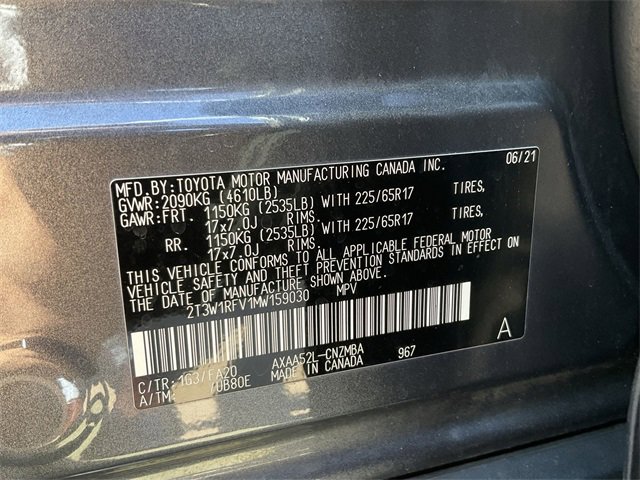 MFD.BY:TOYOTA MOTOR MANUFACTURING CANADA INC. 06/21
GVWR:2090KG (4610LB)
GAWR:FRT. 1150KG (2535LB) WITH 225/65R17 TIRES,
17x7.0J RIMS.
RR. 1150KG (2535LB) WITH 225/65R17 TIRES,
17x7.0J RIMS.
THIS VEHICLE CONFORMS TO ALL APPLICABLE FEDERAL MOTOR
VEHICLE SAFETY AND THEFT PREVENTION STANDARDS IN EFFECT ON
THE DATE OF MANUFACTURE SHOWN ABOVE.
2T3W1RFV1MW159030 MPV
A
C/TR:1G3/FA20 AXAA52L-CNZMBA 967
A/TM: /UB80E MADE IN CANADA